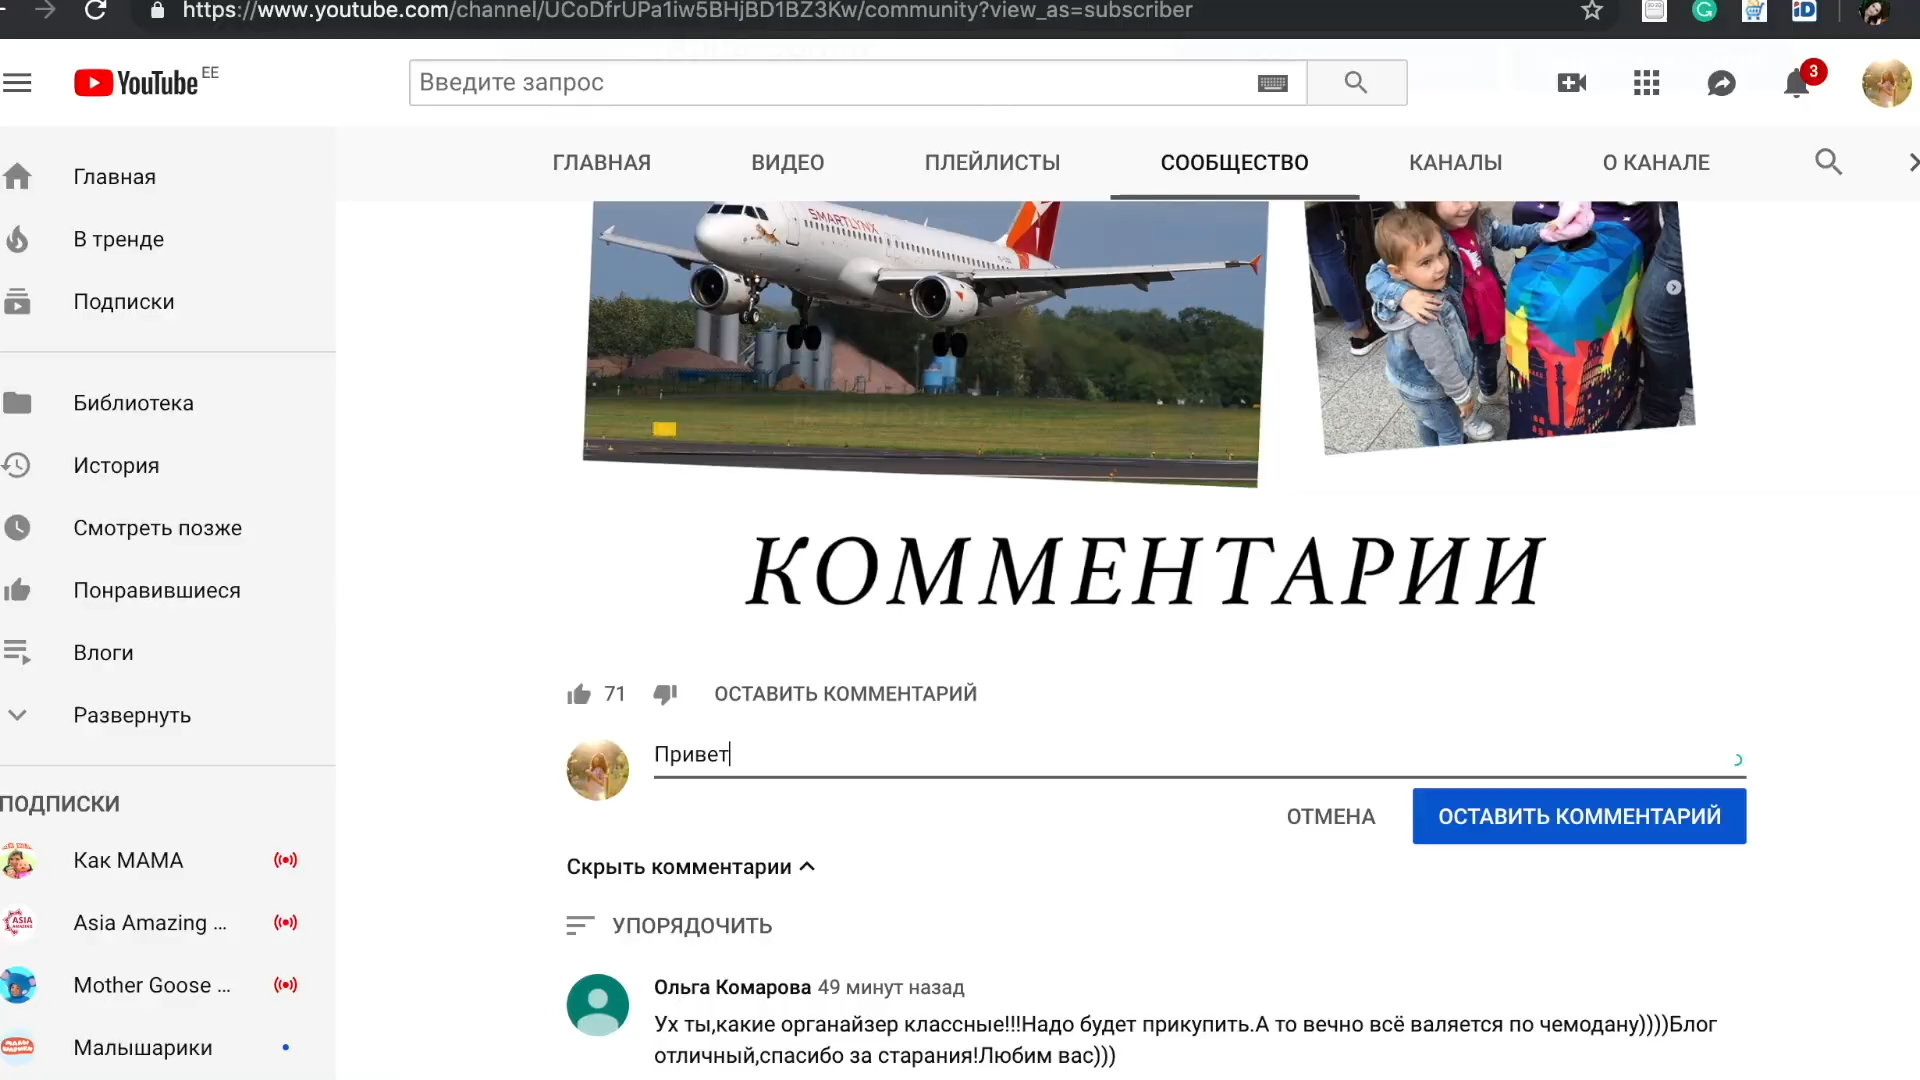 https://www.youtube.com/channel/UCoDfrUPa1iw5BHjBD1BZ3Kw/community?view_as=subscriber
YouTube EE
Введите запрос
3
ГЛАВНАЯ ВИДЕО ПЛЕЙЛИСТЫ СООБЩЕСТВО КАНАЛЫ О КАНАЛЕ
Главная
В тренде
Подписки
Библиотека
История
Смотреть позже
Понравившиеся
Влоги
Развернуть
ПОДПИСКИ
Как МАМА
Asia Amazing ...
Mother Goose ...
Малышарики
SMARTLYNX
КОММЕНТАРИИ
71 ОСТАВИТЬ КОММЕНТАРИЙ
Привет
ОТМЕНА ОСТАВИТЬ КОММЕНТАРИЙ
Скрыть комментарии
УПОРЯДОЧИТЬ
Ольга Комарова 49 минут назад
Ух ты,какие органайзер классные!!!Надо будет прикупить.А то вечно всё валяется по чемодану))))Блог
отличный,спасибо за старания!Любим вас)))